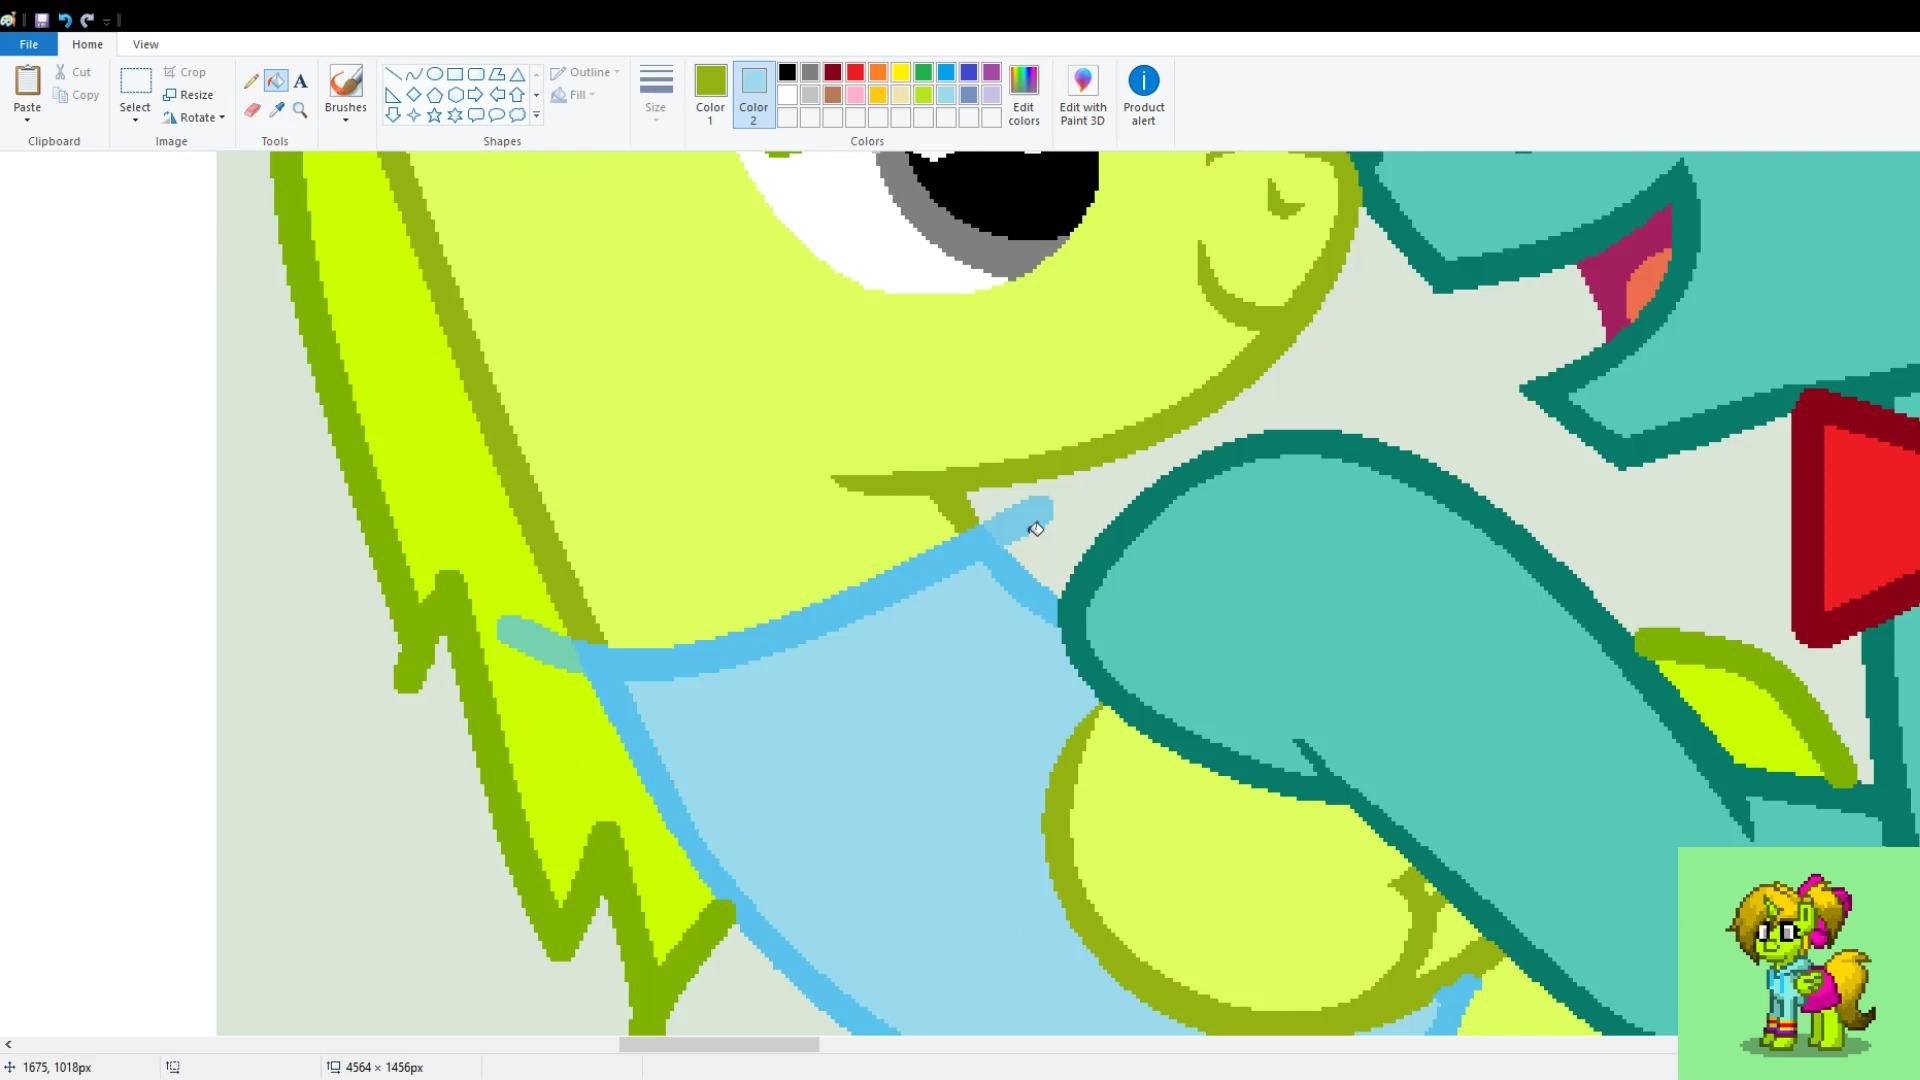 File Home View
Cut
Copy
Paste
Clipboard
Select
Crop
Resize
Rotate
Image
A
Tools
Brushes
Outline
Fill
Shapes
Size
Color 1
Color 2
Edit colors
Colors
Edit with Paint 3D
Product alert
1675, 1018px
4564 × 1456px